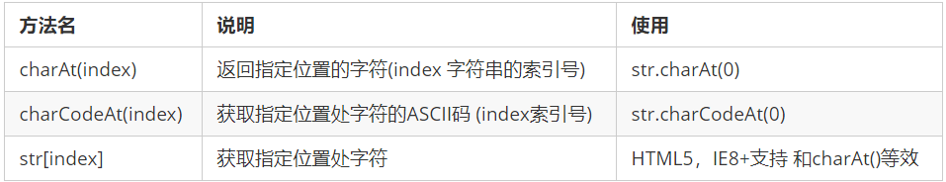 方法名 说明 使用
charAt(index) 返回指定位置的字符(index 字符串的索引号) str.charAt(0)
charCodeAt(index) 获取指定位置处字符的ASCII码 (index索引号) str.charCodeAt(0)
str[index] 获取指定位置处字符 HTML5，IE8+支持 和charAt()等效